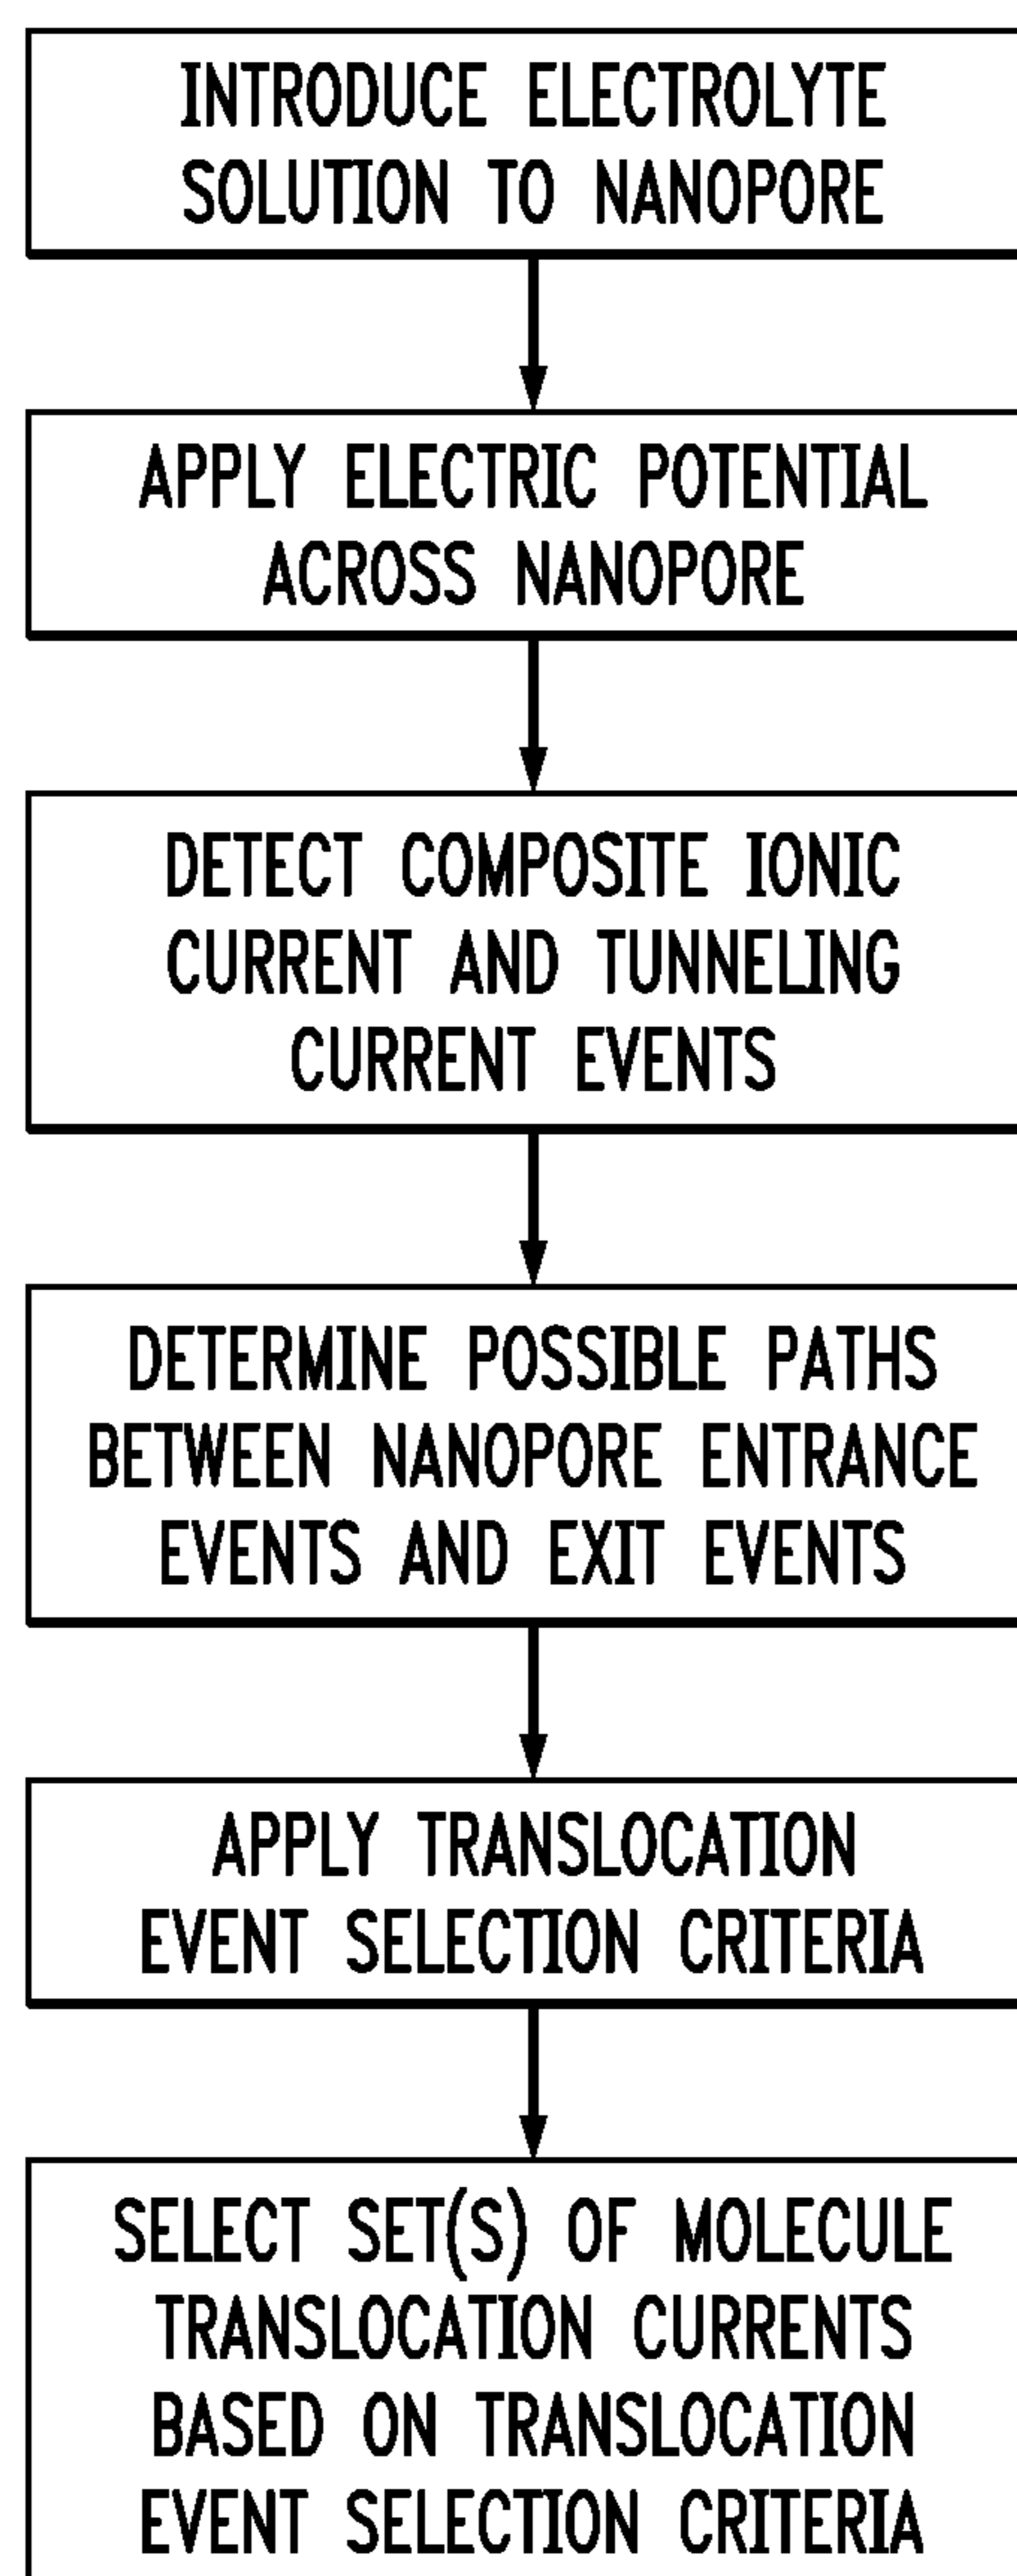 INTRODUCE ELECTROLYTE
SOLUTION TO NANOPORE
APPLY ELECTRIC POTENTIAL
ACROSS NANOPORE
DETECT COMPOSITE IONIC
CURRENT AND TUNNELING
CURRENT EVENTS
DETERMINE POSSIBLE PATHS
BETWEEN NANOPORE ENTRANCE
EVENTS AND EXIT EVENTS
APPLY TRANSLOCATION
EVENT SELECTION CRITERIA
SELECT SET(S) OF MOLECULE
TRANSLOCATION CURRENTS
BASED ON TRANSLOCATION
EVENT SELECTION CRITERIA